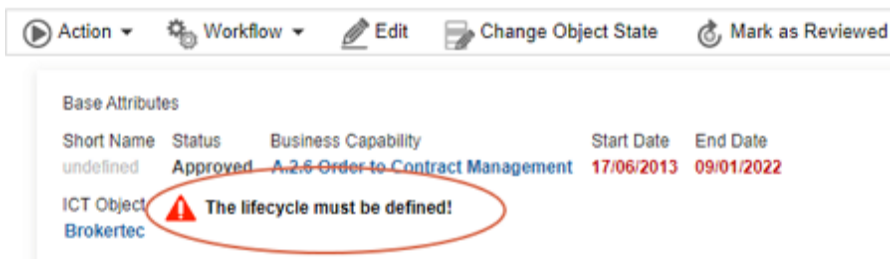 Action Workflow Edit Change Object State Mark as Reviewed
Base Attributes
Short Name Status Business Capability Start Date End Date
undefined Approved A.2.6 Order to Contract Management 17/06/2013 09/01/2022
ICT Object The lifecycle must be defined!
Brokertec